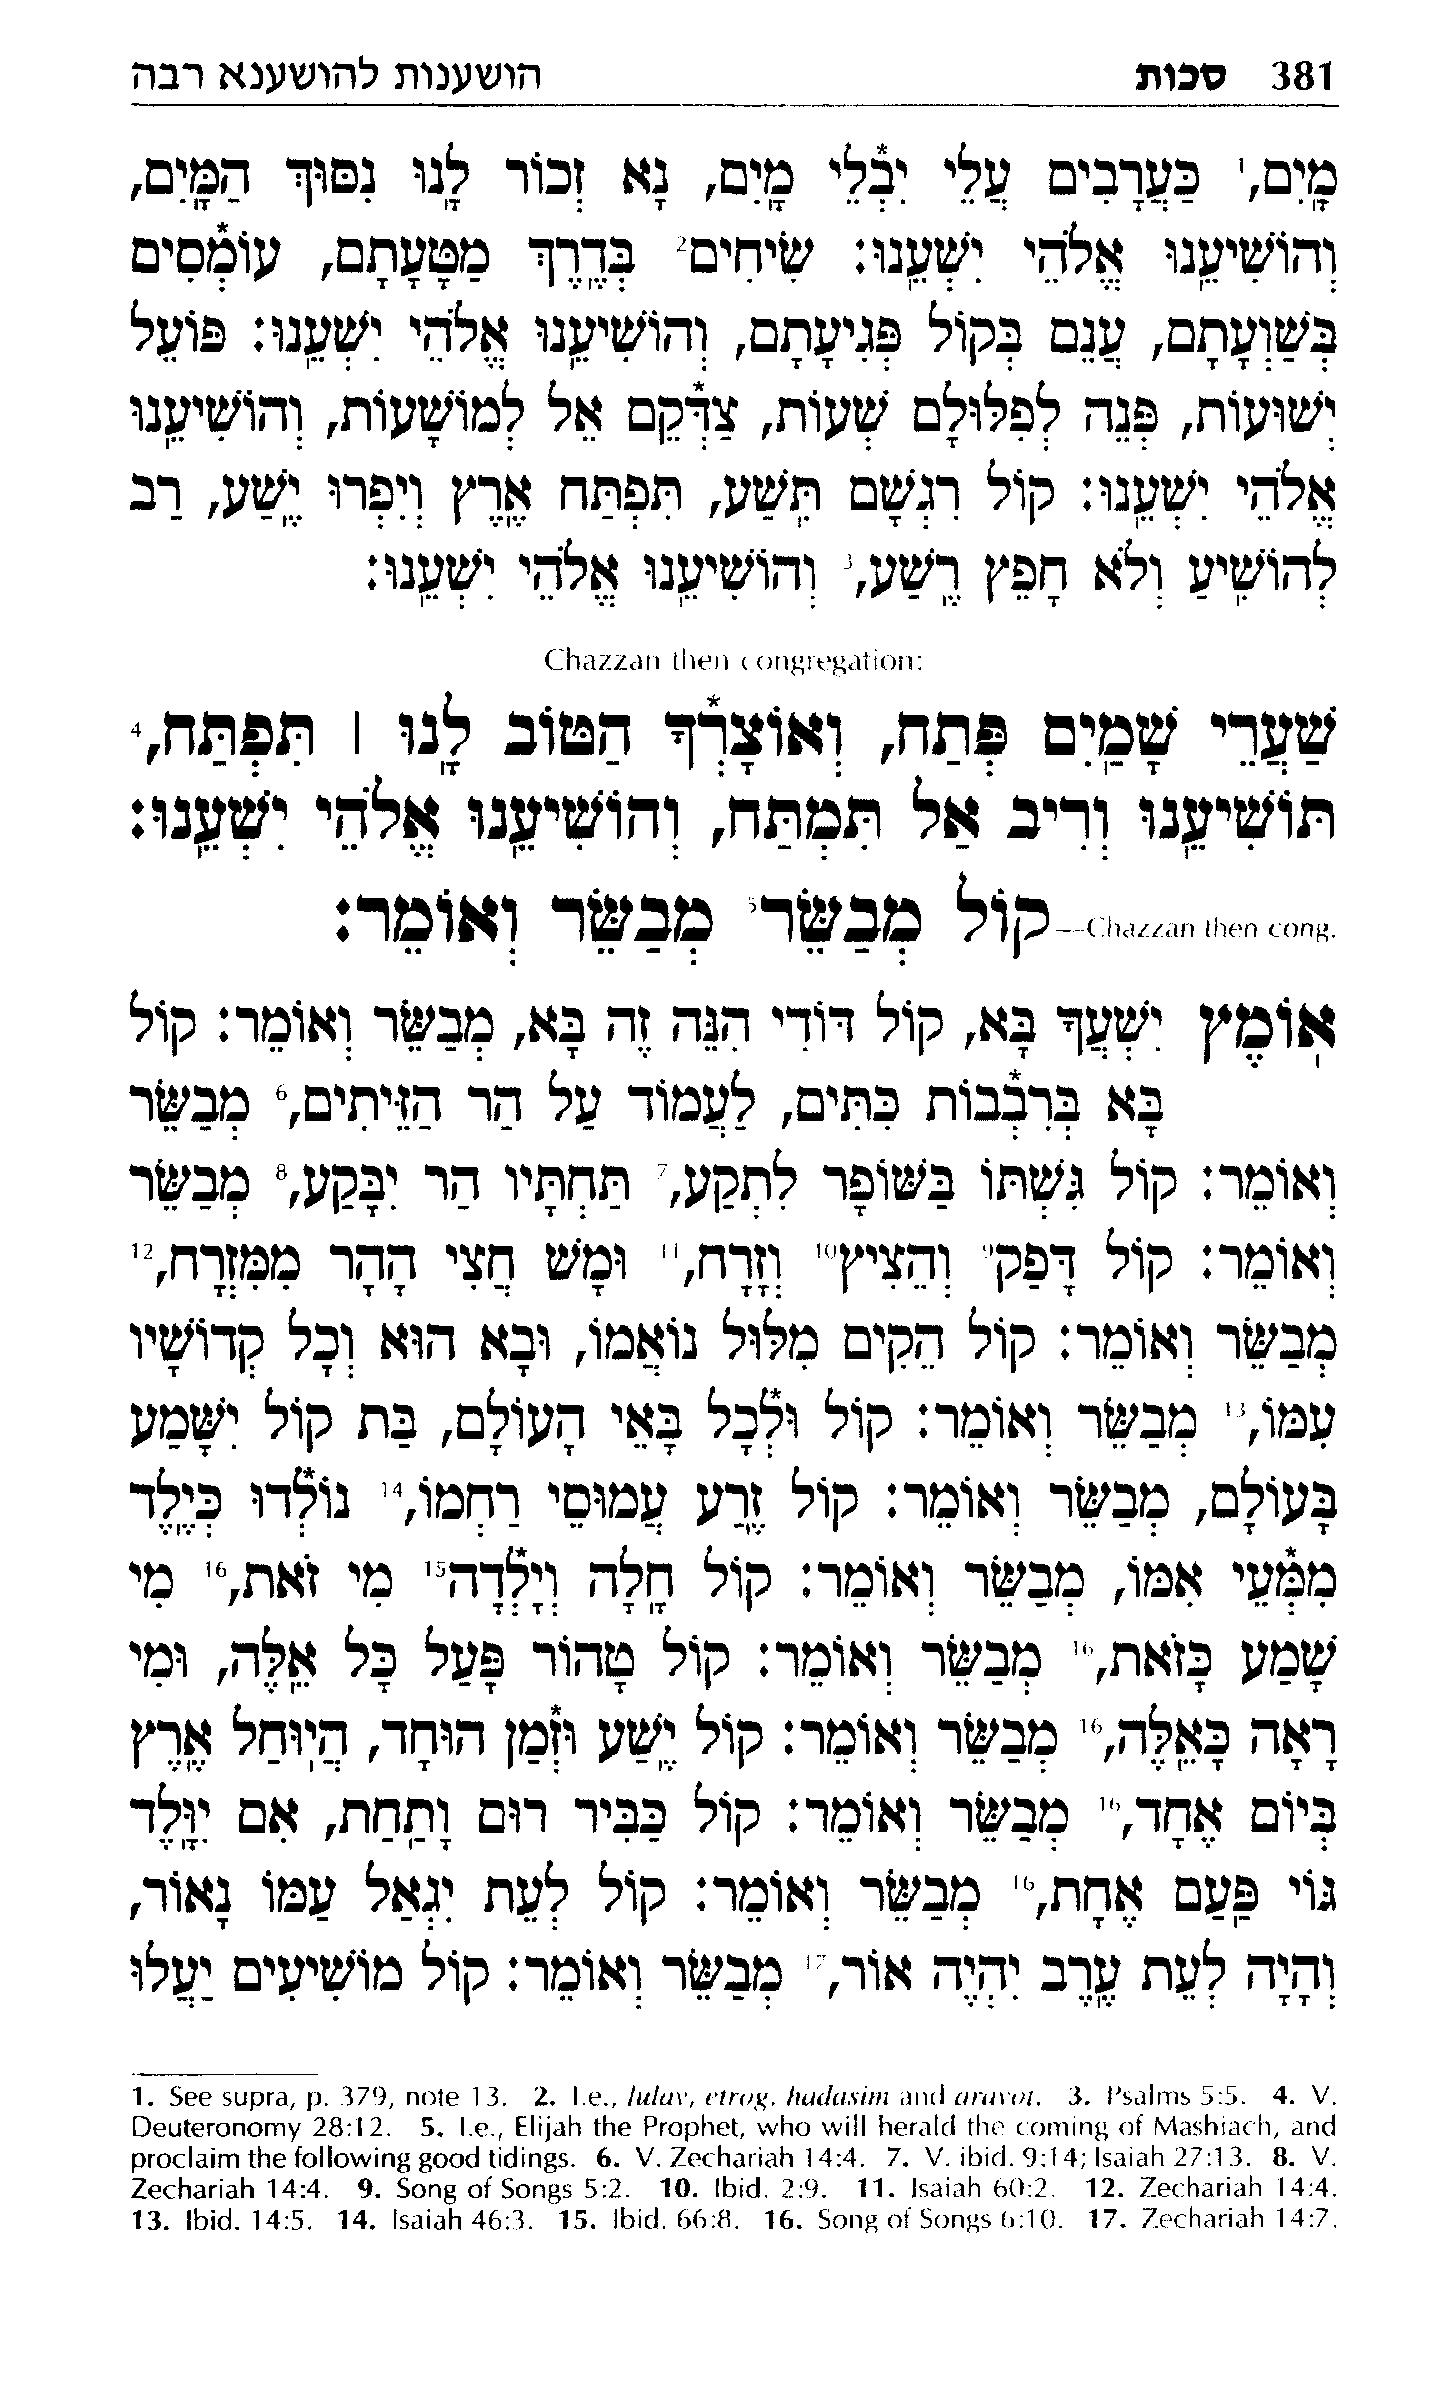 381 סכות הושענות להושענא רבה
מָֽיִם,¹ כַּעֲרָבִים עֲלֵי יִבְ*לֵי מָֽיִם, נָא זְכוֹר לָֽנוּ נִסּוּךְ הַמָּֽיִם,
וְהוֹשִׁיעֵֽנוּ אֱלֹהֵי יִשְׁעֵֽנוּ: שִׂיחִים² בְּדֶֽרֶךְ מַטָּעָתָם, עוֹמְ*סִים
בְּשַׁוְעָתָם, עֲנֵם בְּקוֹל פְּגִיעָתָם, וְהוֹשִׁיעֵֽנוּ אֱלֹהֵי יִשְׁעֵֽנוּ: פּוֹעֵל
יְשׁוּעוֹת, פְּנֵה לְפִלּוּלָם שְׁעוֹת, צַדְּ*קֵם אֵל לְמוֹשָׁעוֹת, וְהוֹשִׁיעֵֽנוּ
אֱלֹהֵי יִשְׁעֵֽנוּ: קוֹל רִגְשָׁם תִּֽשַׁע, תִּפְתַּח אֶֽרֶץ וְיִפְרוּ יֶֽשַׁע, רַב
לְהוֹשִֽׁיעַ וְלֹא חָפֵץ רֶֽשַׁע,³ וְהוֹשִׁיעֵֽנוּ אֱלֹהֵי יִשְׁעֵֽנוּ:
Chazzan then congregation:
שַׁעֲרֵי שָׁמַֽיִם פְּתַח, וְאוֹצָרְ*ךָ הַטּוֹב לָֽנוּ | תִּפְתַּח,⁴
תּוֹשִׁיעֵֽנוּ וְרִיב אַל תִּמְתַּח, וְהוֹשִׁיעֵֽנוּ אֱלֹהֵי יִשְׁעֵֽנוּ:
Chazzan then cong.—קוֹל מְבַשֵּׂר⁵ מְבַשֵּׂר וְאוֹמֵר:
אֽוֹמֶץ יִשְׁעֲךָ בָּא, קוֹל דּוֹדִי הִנֵּה זֶה בָּא, מְבַשֵּׂר וְאוֹמֵר: קוֹל
בָּא בְּרִבְ*בוֹת כִּתִּים, לַעֲמוֹד עַל הַר הַזֵּיתִים,⁶ מְבַשֵּׂר
וְאוֹמֵר: קוֹל גִּשְׁתּוֹ בַּשּׁוֹפָר לִתְקַע,⁷ תַּחְתָּיו הַר יִבָּקַע,⁸ מְבַשֵּׂר
וְאוֹמֵר: קוֹל דָּפַק⁹ וְהֵצִיץ¹⁰ וְזָרָח,¹¹ וּמָשׁ חֲצִי הָהָר מִמִּזְרָח,¹²
מְבַשֵּׂר וְאוֹמֵר: קוֹל הֵקִים מִלּוּל נוֹאֲמוֹ, וּבָא הוּא וְכָל קְדוֹשָׁיו
עִמּוֹ,¹³ מְבַשֵּׂר וְאוֹמֵר: קוֹל וּלְ*כָל בָּאֵי הָעוֹלָם, בַּת קוֹל יִשָּׁמַע
בָּעוֹלָם, מְבַשֵּׂר וְאוֹמֵר: קוֹל זֶֽרַע עֲמוּסֵי רַחְמוֹ,¹⁴ נוֹלְ*דוּ כְּיֶֽלֶד
מִמְּ*עֵי אִמּוֹ, מְבַשֵּׂר וְאוֹמֵר: קוֹל חָֽלָה וְיָלְ*דָה¹⁵ מִי זֹאת,¹⁶ מִי
שָׁמַע כָּזֹאת,¹⁶ מְבַשֵּׂר וְאוֹמֵר: קוֹל טָהוֹר פָּעַל כָּל אֵֽלֶּה, וּמִי
רָאָה כָּאֵֽלֶּה,¹⁶ מְבַשֵּׂר וְאוֹמֵר: קוֹל יֶֽשַׁע וּזְ*מַן הוּחָד, הֲיֽוּחַל אֶֽרֶץ
בְּיוֹם אֶחָד,¹⁶ מְבַשֵּׂר וְאוֹמֵר: קוֹל כַּבִּיר רוּם וָתַֽחַת, אִם יִוָּֽלֶד
גּוֹי פַּֽעַם אֶחָת,¹⁶ מְבַשֵּׂר וְאוֹמֵר: קוֹל לְעֵת יִגְאַל עַמּוֹ נָאוֹר,
וְהָיָה לְעֵת עֶֽרֶב יִהְיֶה אוֹר,¹⁷ מְבַשֵּׂר וְאוֹמֵר: קוֹל מוֹשִׁיעִים יַעֲלוּ
1. See supra, p. 379, note 13. 2. I.e., lulav, etrog, hadasim and aravot. 3. Psalms 5:5. 4. V.
Deuteronomy 28:12. 5. I.e., Elijah the Prophet, who will herald the coming of Mashiach, and
proclaim the following good tidings. 6. V. Zechariah 14:4. 7. V. ibid. 9:14; Isaiah 27:13. 8. V.
Zechariah 14:4. 9. Song of Songs 5:2. 10. Ibid. 2:9. 11. Isaiah 60:2. 12. Zechariah 14:4.
13. Ibid. 14:5. 14. Isaiah 46:3. 15. Ibid. 66:8. 16. Song of Songs 6:10. 17. Zechariah 14:7.